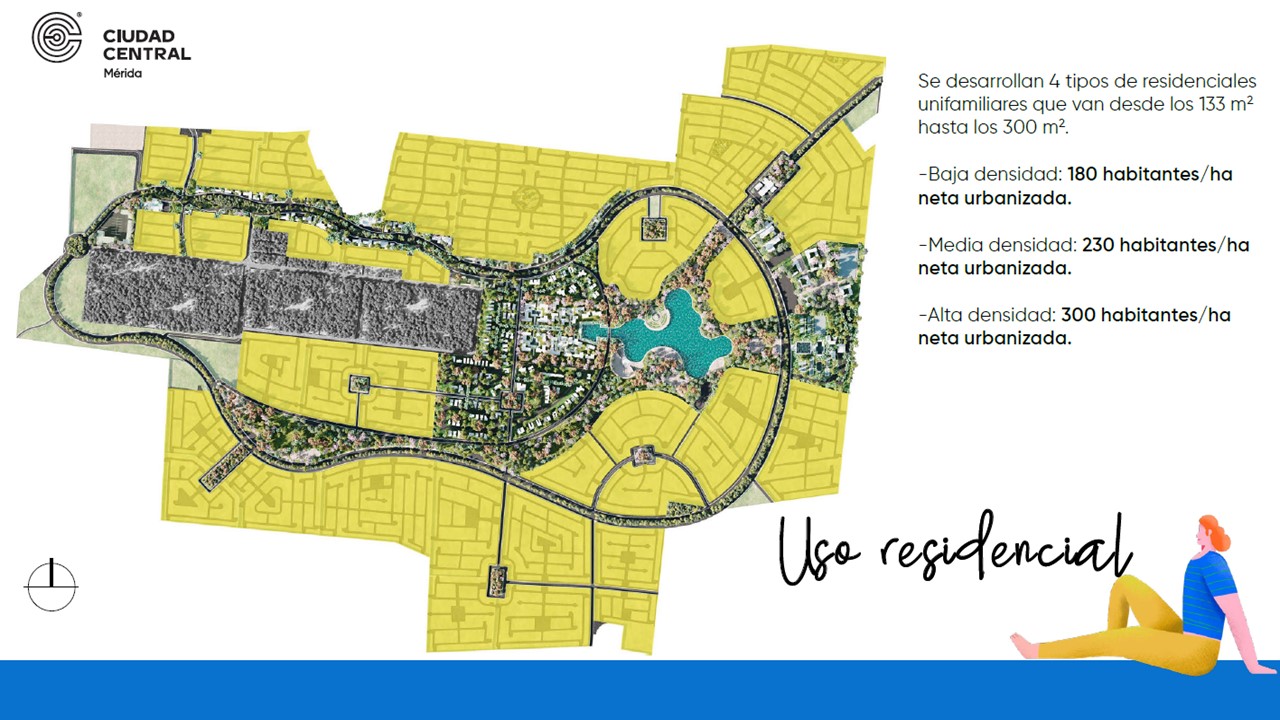 CIUDAD
CENTRAL
Mérida
Se desarrollan 4 tipos de residenciales
unifamiliares que van desde los 133 m²
hasta los 300 m².
-Baja densidad: 180 habitantes/ha
neta urbanizada.
-Media densidad: 230 habitantes/ha
neta urbanizada.
-Alta densidad: 300 habitantes/ha
neta urbanizada.
Uso residencial